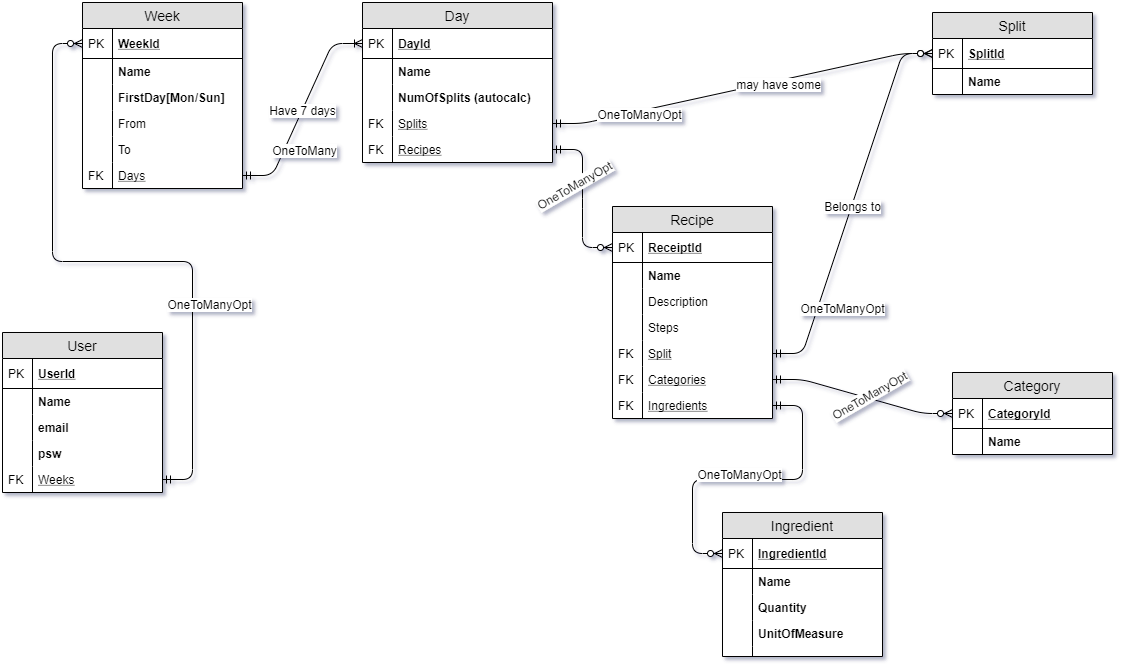 Week
PK WeekId
Name
FirstDay[Mon/Sun]
From
To
FK Days
Have 7 days
OneToMany
Day
PK DayId
Name
NumOfSplits (autocalc)
FK Splits
FK Recipes
may have some
OneToManyOpt
OneToManyOpt
Split
PK SplitId
Name
Belongs to
OneToManyOpt
Recipe
PK ReceiptId
Name
Description
Steps
FK Split
FK Categories
FK Ingredients
OneToManyOpt
User
PK UserId
Name
email
psw
FK Weeks
OneToManyOpt
Category
PK CategoryId
Name
OneToManyOpt
Ingredient
PK IngredientId
Name
Quantity
UnitOfMeasure